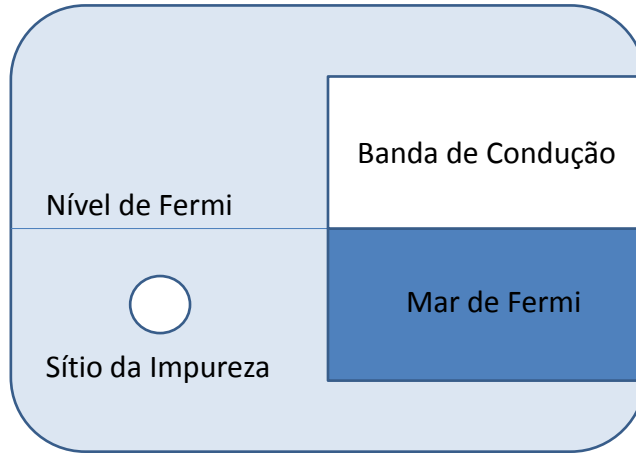 Banda de Condução
Nível de Fermi
Mar de Fermi
Sítio da Impureza